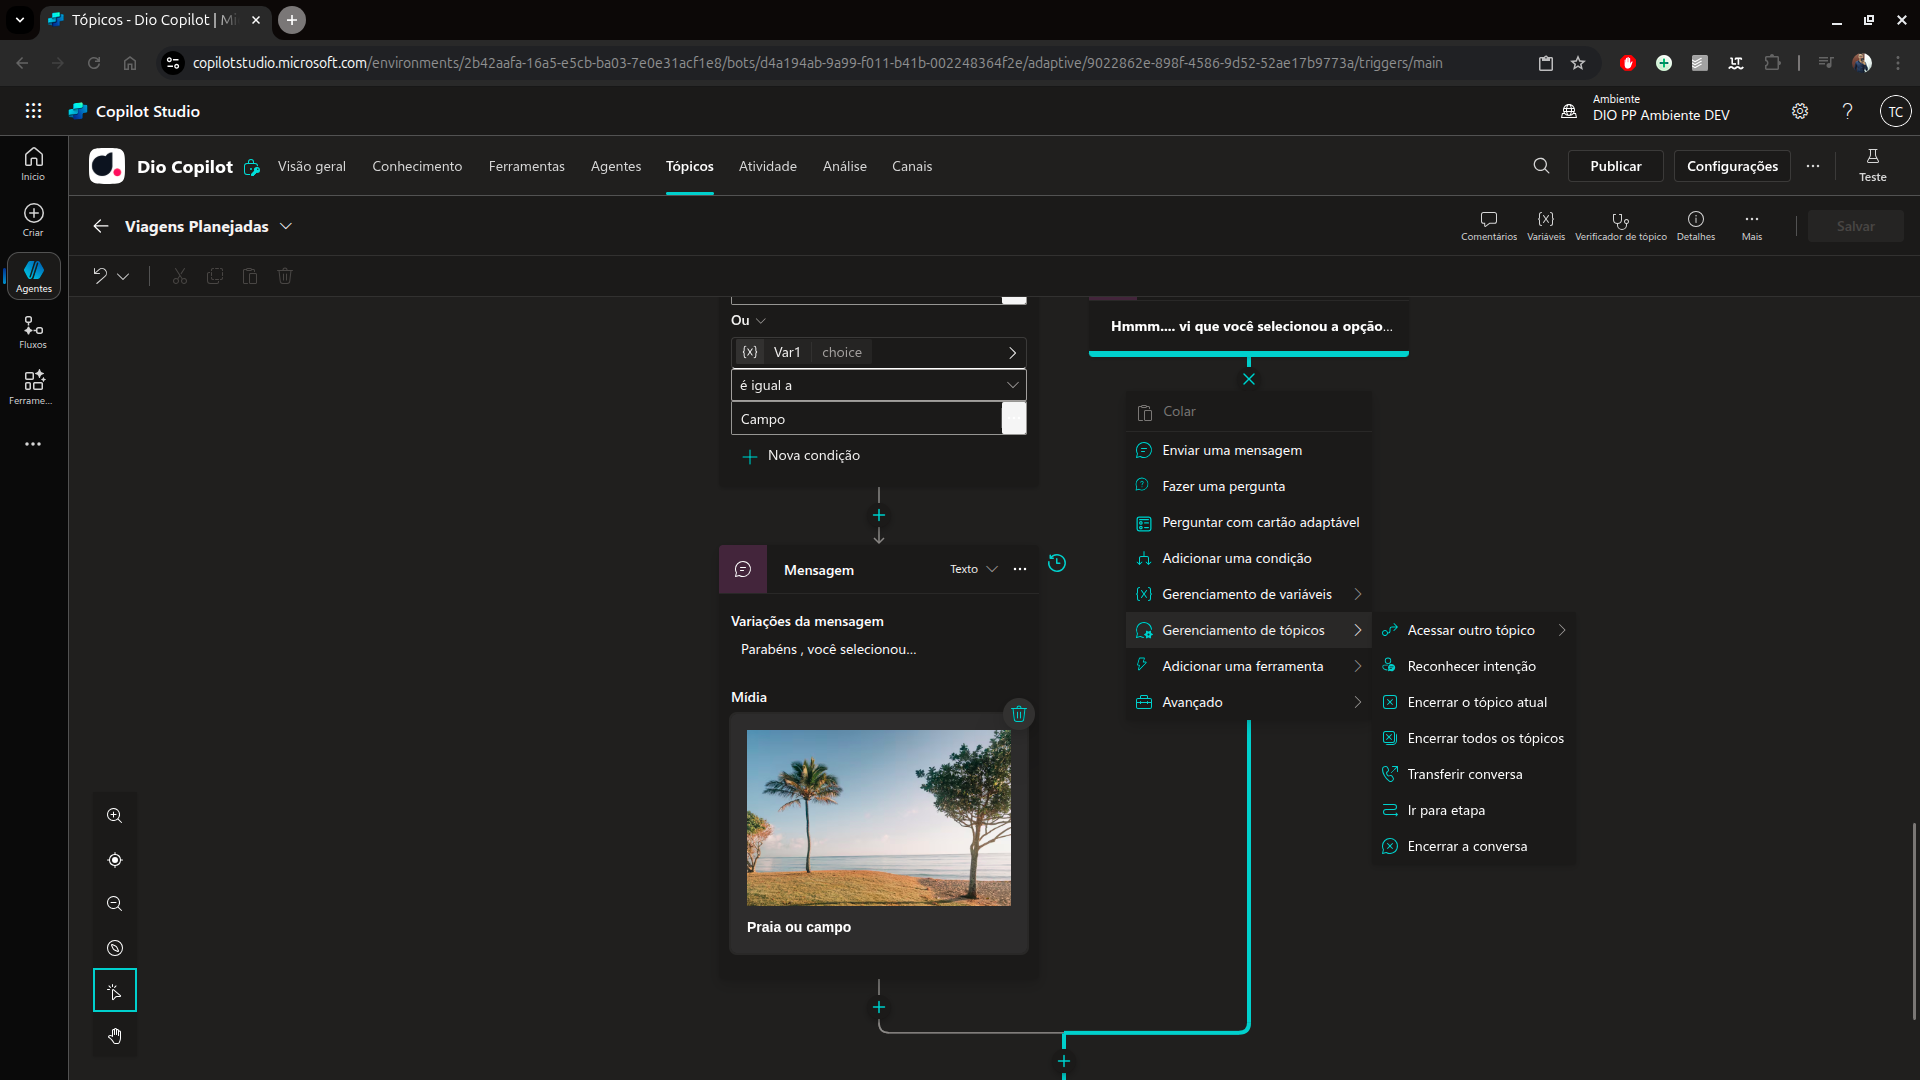 Tópicos - Dio Copilot | Mi
copilotstudio.microsoft.com/environments/2b42aafa-16a5-e5cb-ba03-7e0e31acf1e8/bots/d4a194ab-9a99-f011-b41b-002248364f2e/adaptive/9022862e-898f-4586-9d52-52ae17b9773a/triggers/main
Copilot Studio
Ambiente
DIO PP Ambiente DEV
TC
Dio Copilot
Visão geral
Conhecimento
Ferramentas
Agentes
Tópicos
Atividade
Análise
Canais
Publicar
Configurações
Teste
Início
Criar
Agentes
Fluxos
Ferrame...
Viagens Planejadas
Comentários
Variáveis
Verificador de tópico
Detalhes
Mais
Salvar
Ou
{x} Var1 choice
é igual a
Campo
Nova condição
Mensagem
Texto
Variações da mensagem
Parabéns , você selecionou...
Mídia
Praia ou campo
Hmmm.... vi que você selecionou a opção...
Colar
Enviar uma mensagem
Fazer uma pergunta
Perguntar com cartão adaptável
Adicionar uma condição
Gerenciamento de variáveis
Gerenciamento de tópicos
Adicionar uma ferramenta
Avançado
Acessar outro tópico
Reconhecer intenção
Encerrar o tópico atual
Encerrar todos os tópicos
Transferir conversa
Ir para etapa
Encerrar a conversa